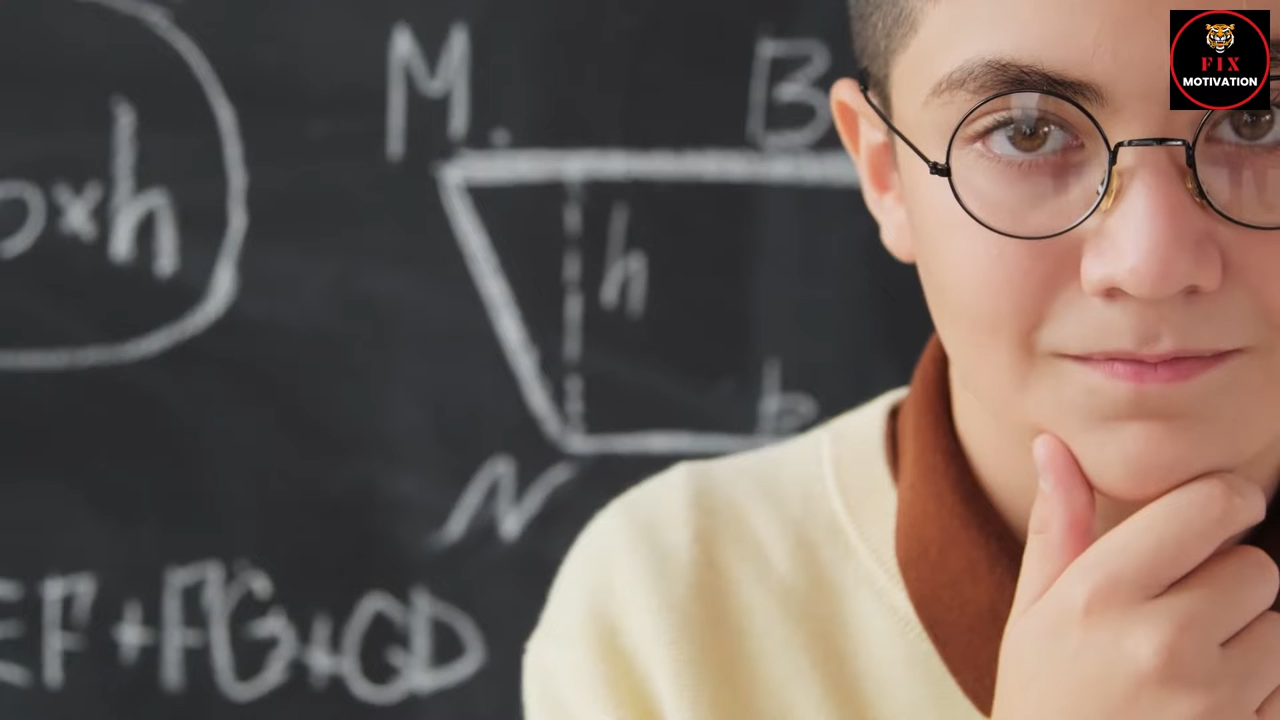 M. B
×h
h
b
N
EF+FG+GD
FIX
MOTIVATION